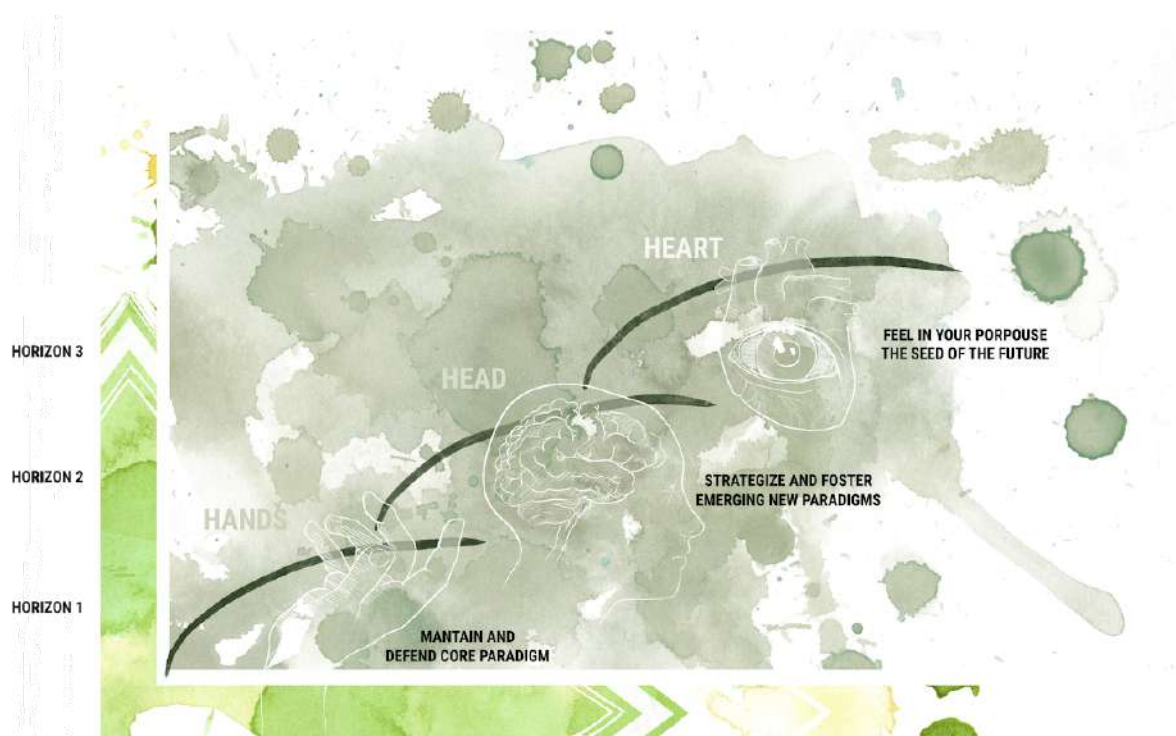 HEART
HORIZON 3
FEEL IN YOUR PORPOUSE
THE SEED OF THE FUTURE
HEAD
HORIZON 2
STRATEGIZE AND FOSTER
EMERGING NEW PARADIGMS
HANDS
HORIZON 1
MANTAIN AND
DEFEND CORE PARADIGM